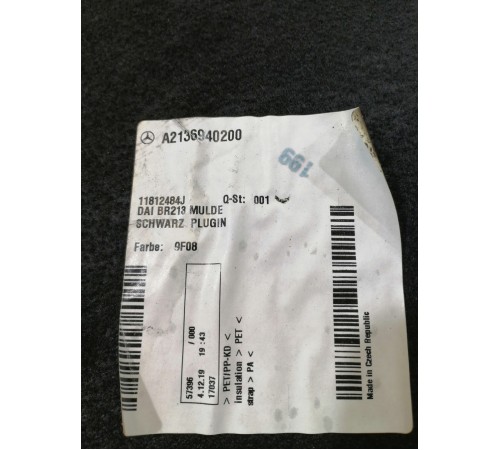 A2136940200
199
11812484J Q-St: 001
DAI BR213 MULDE
SCHWARZ PLUGIN
Farbe: 9F08
57396 / 000
4.12.19 19:43
17037
> PET/PP-KD <
insulation > PET <
strap > PA <
Made in Czech Republic